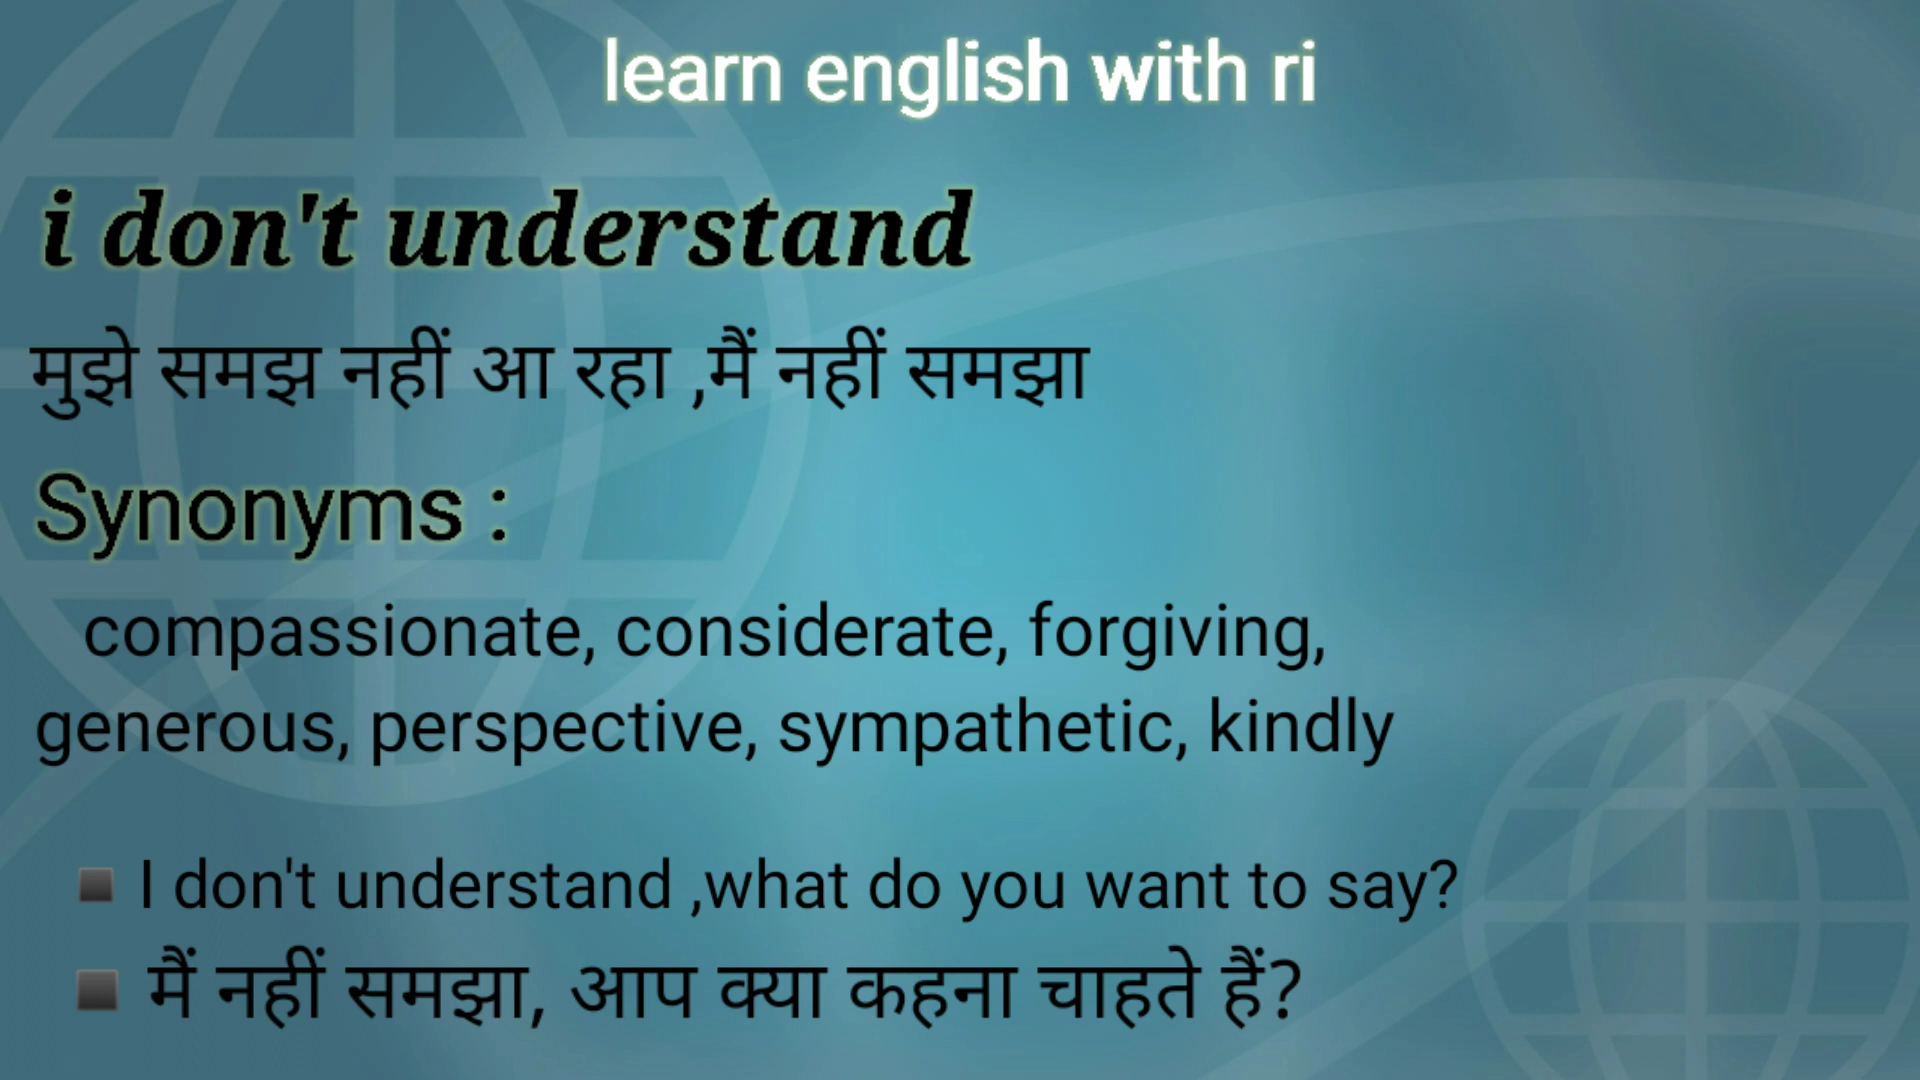 learn english with ri
i don't understand
मुझे समझ नहीं आ रहा ,मैं नहीं समझा
Synonyms :
compassionate, considerate, forgiving,
generous, perspective, sympathetic, kindly
I don't understand ,what do you want to say?
मैं नहीं समझा, आप क्या कहना चाहते हैं?